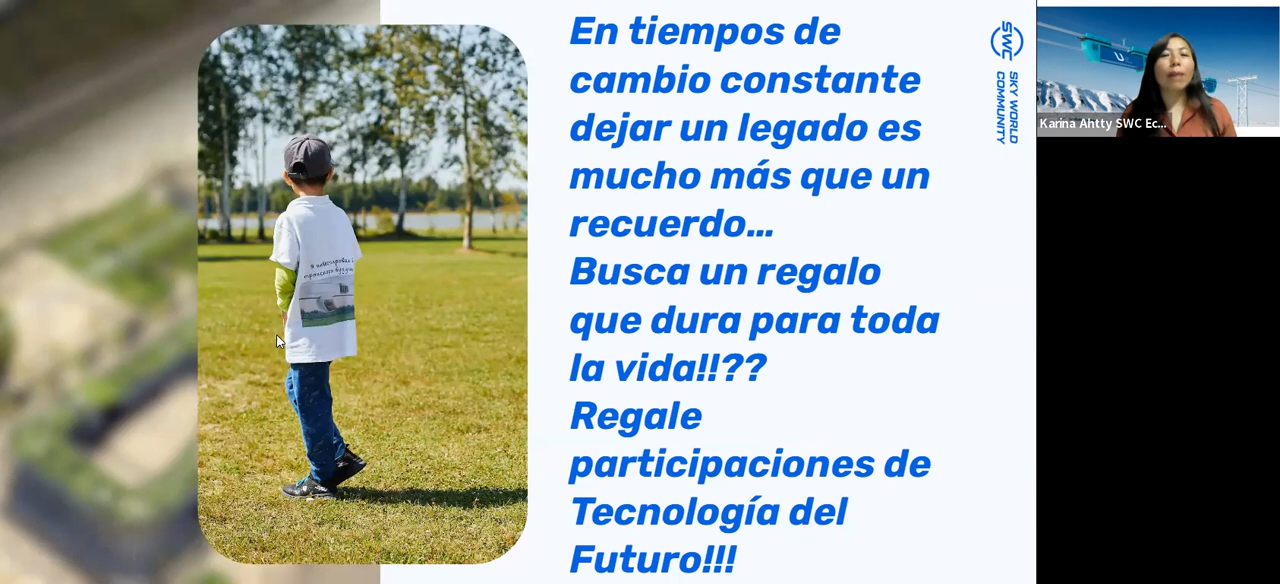 En tiempos de
cambio constante
dejar un legado es
mucho más que un
recuerdo...
Busca un regalo
que dura para toda
la vida!!??
Regale
participaciones de
Tecnología del
Futuro!!!
SWC
SKY WORLD
COMMUNITY
Karina Ahtty SWC Ec...